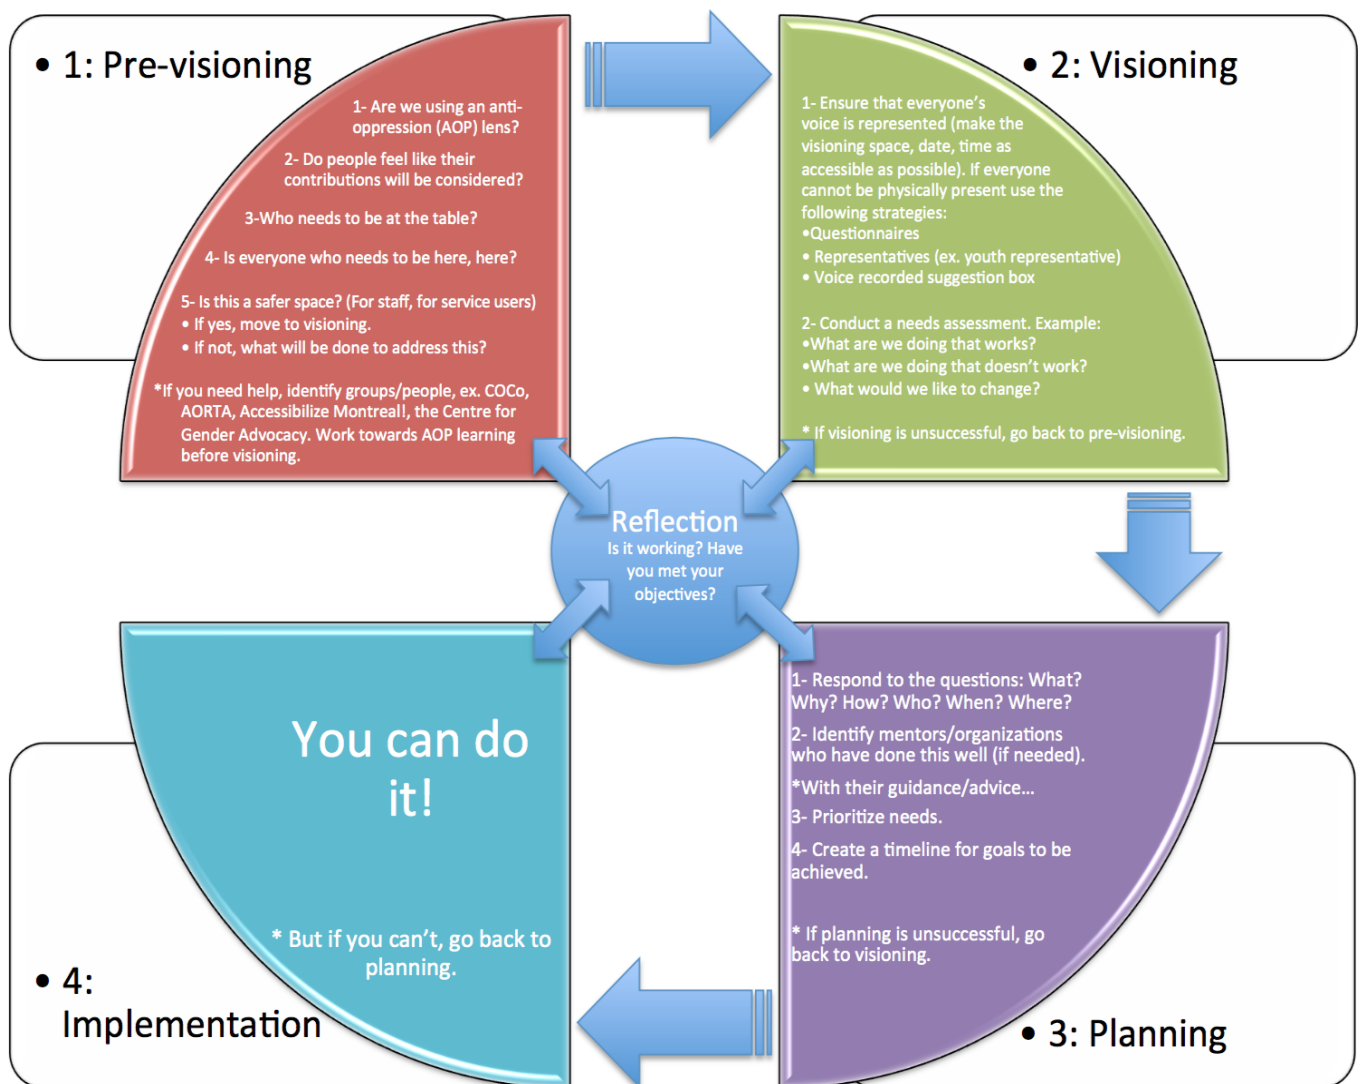 • 1: Pre-visioning
1- Are we using an anti-
oppression (AOP) lens?
2- Do people feel like their
contributions will be considered?
3-Who needs to be at the table?
4- Is everyone who needs to be here, here?
5- Is this a safer space? (For staff, for service users)
• If yes, move to visioning.
• If not, what will be done to address this?
*If you need help, identify groups/people, ex. COCo,
AORTA, Accessibilize Montreal!, the Centre for
Gender Advocacy. Work towards AOP learning
before visioning.
• 2: Visioning
1- Ensure that everyone's
voice is represented (make the
visioning space, date, time as
accessible as possible). If everyone
cannot be physically present use the
following strategies:
•Questionnaires
• Representatives (ex. youth representative)
• Voice recorded suggestion box
2- Conduct a needs assessment. Example:
•What are we doing that works?
•What are we doing that doesn't work?
• What would we like to change?
* If visioning is unsuccessful, go back to pre-visioning.
Reflection
Is it working? Have
you met your
objectives?
1- Respond to the questions: What?
Why? How? Who? When? Where?
2- Identify mentors/organizations
who have done this well (if needed).
*With their guidance/advice…
3- Prioritize needs.
4- Create a timeline for goals to be
achieved.
* If planning is unsuccessful, go
back to visioning.
• 3: Planning
You can do
it!
* But if you can't, go back to
planning.
• 4:
Implementation